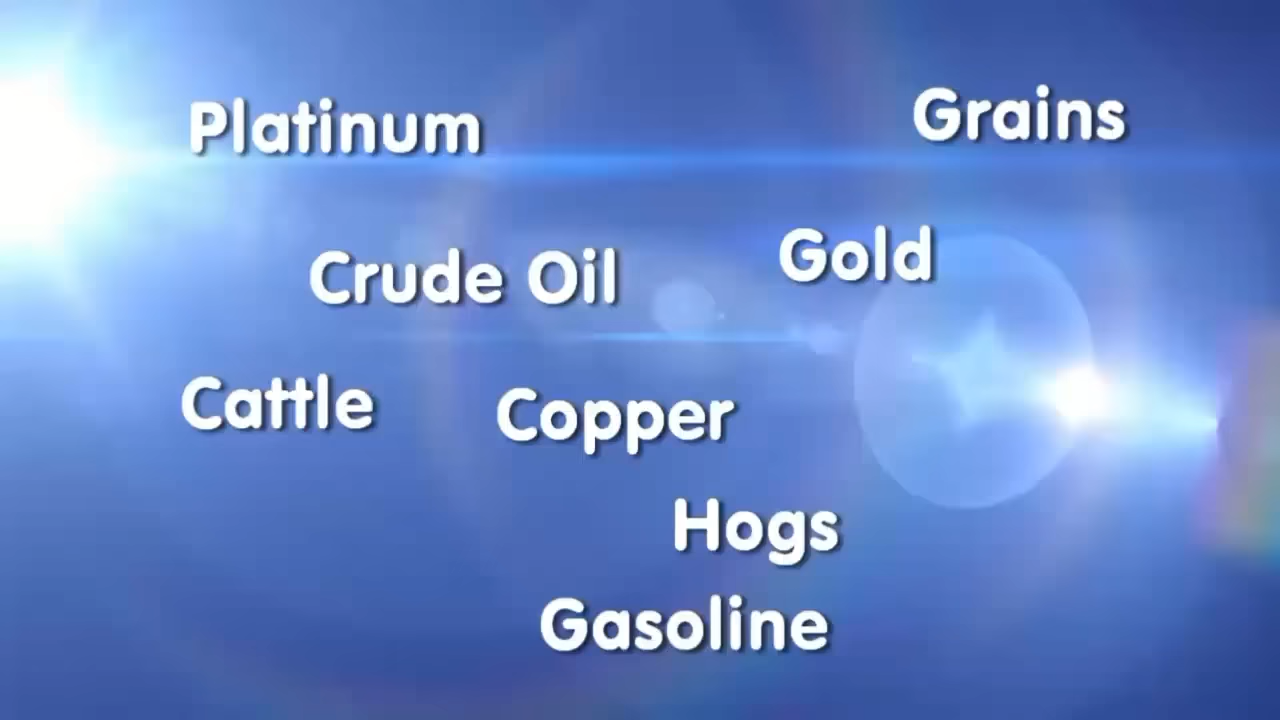 Platinum
Grains
Crude Oil
Gold
Cattle
Copper
Hogs
Gasoline